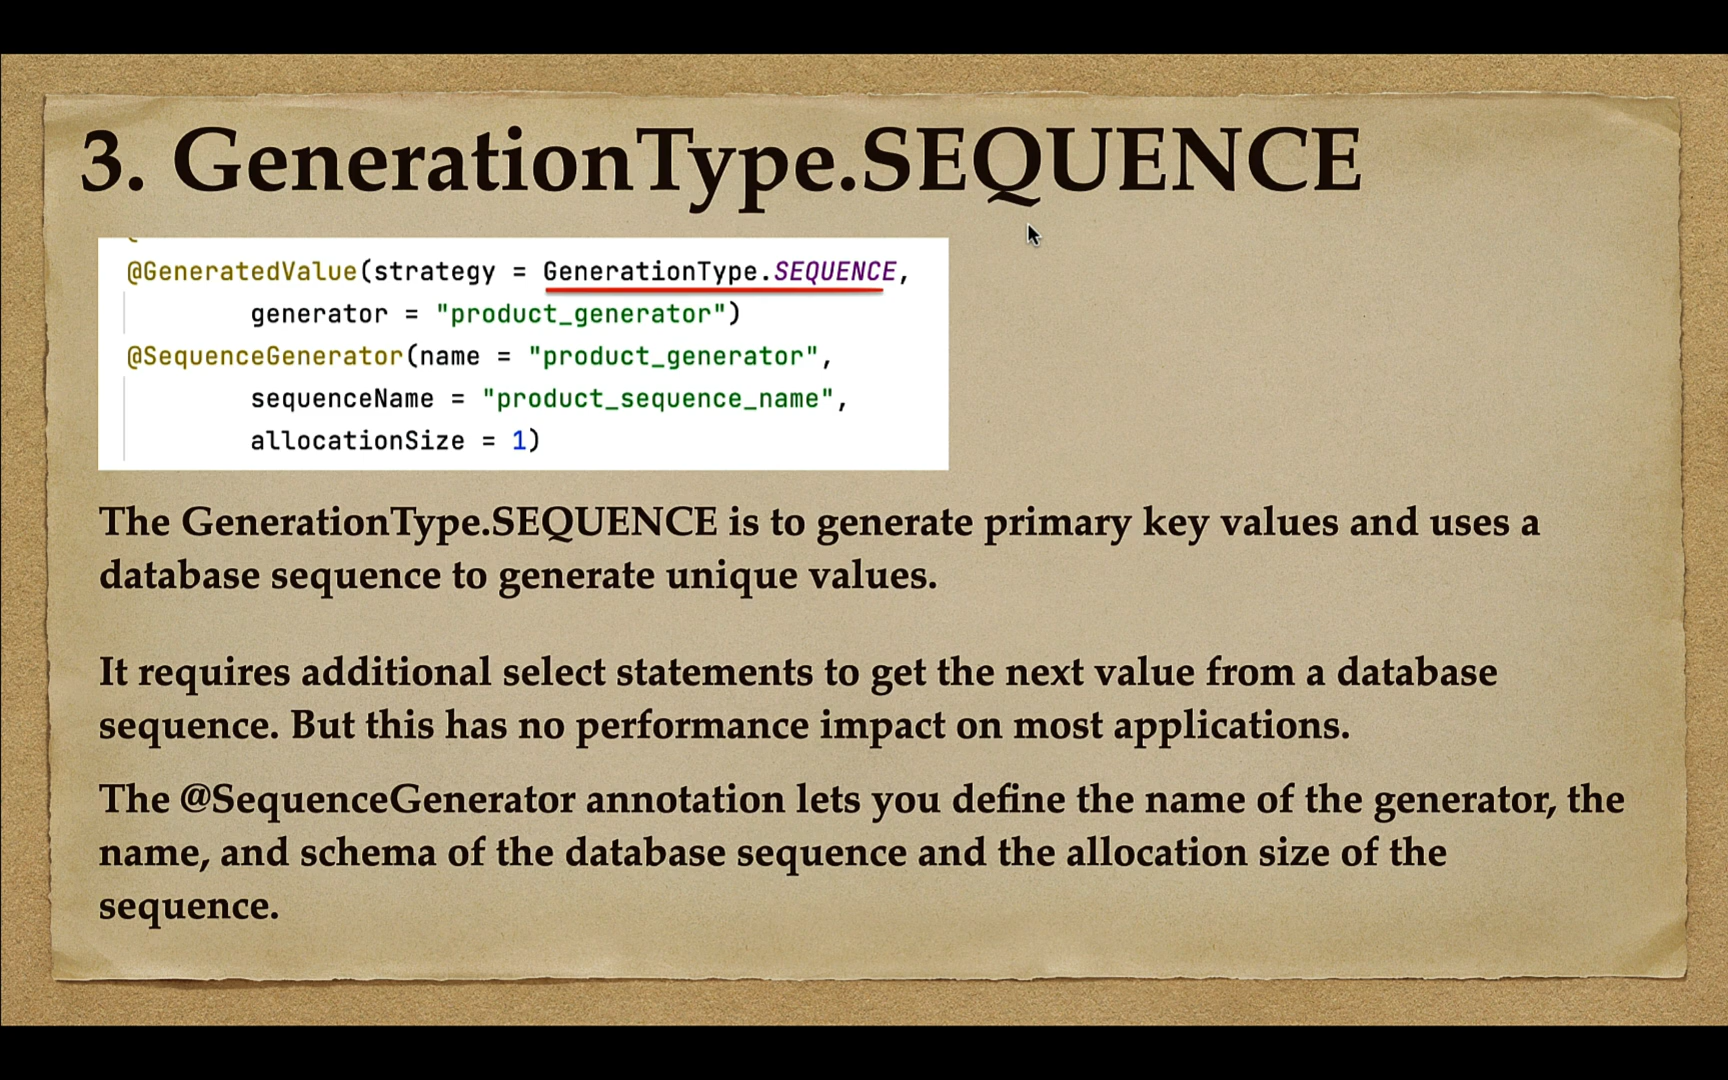 3. GenerationType.SEQUENCE
@GeneratedValue(strategy = GenerationType.SEQUENCE,
generator = "product_generator")
@SequenceGenerator(name = "product_generator",
sequenceName = "product_sequence_name",
allocationSize = 1)
The GenerationType.SEQUENCE is to generate primary key values and uses a
database sequence to generate unique values.
It requires additional select statements to get the next value from a database
sequence. But this has no performance impact on most applications.
The @SequenceGenerator annotation lets you define the name of the generator, the
name, and schema of the database sequence and the allocation size of the
sequence.